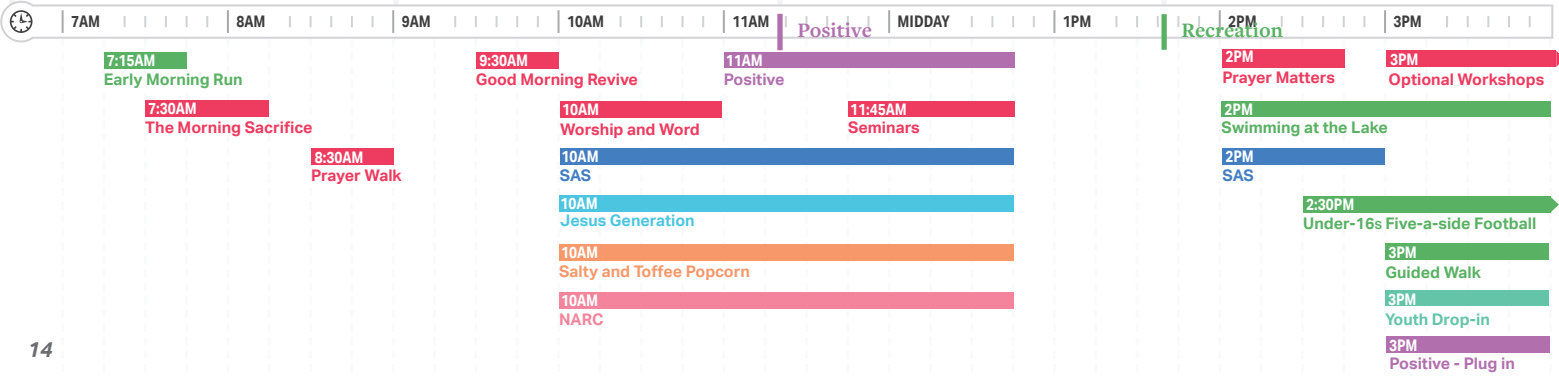 7AM 8AM 9AM 10AM 11AM MIDDAY 1PM 2PM 3PM
Positive Recreation
7:15AM
Early Morning Run
9:30AM
Good Morning Revive
11AM
Positive
2PM
Prayer Matters
3PM
Optional Workshops
7:30AM
The Morning Sacrifice
10AM
Worship and Word
11:45AM
Seminars
2PM
Swimming at the Lake
8:30AM
Prayer Walk
10AM
SAS
2PM
SAS
10AM
Jesus Generation
2:30PM
Under-16s Five-a-side Football
10AM
Salty and Toffee Popcorn
3PM
Guided Walk
10AM
NARC
3PM
Youth Drop-in
3PM
Positive - Plug in
14